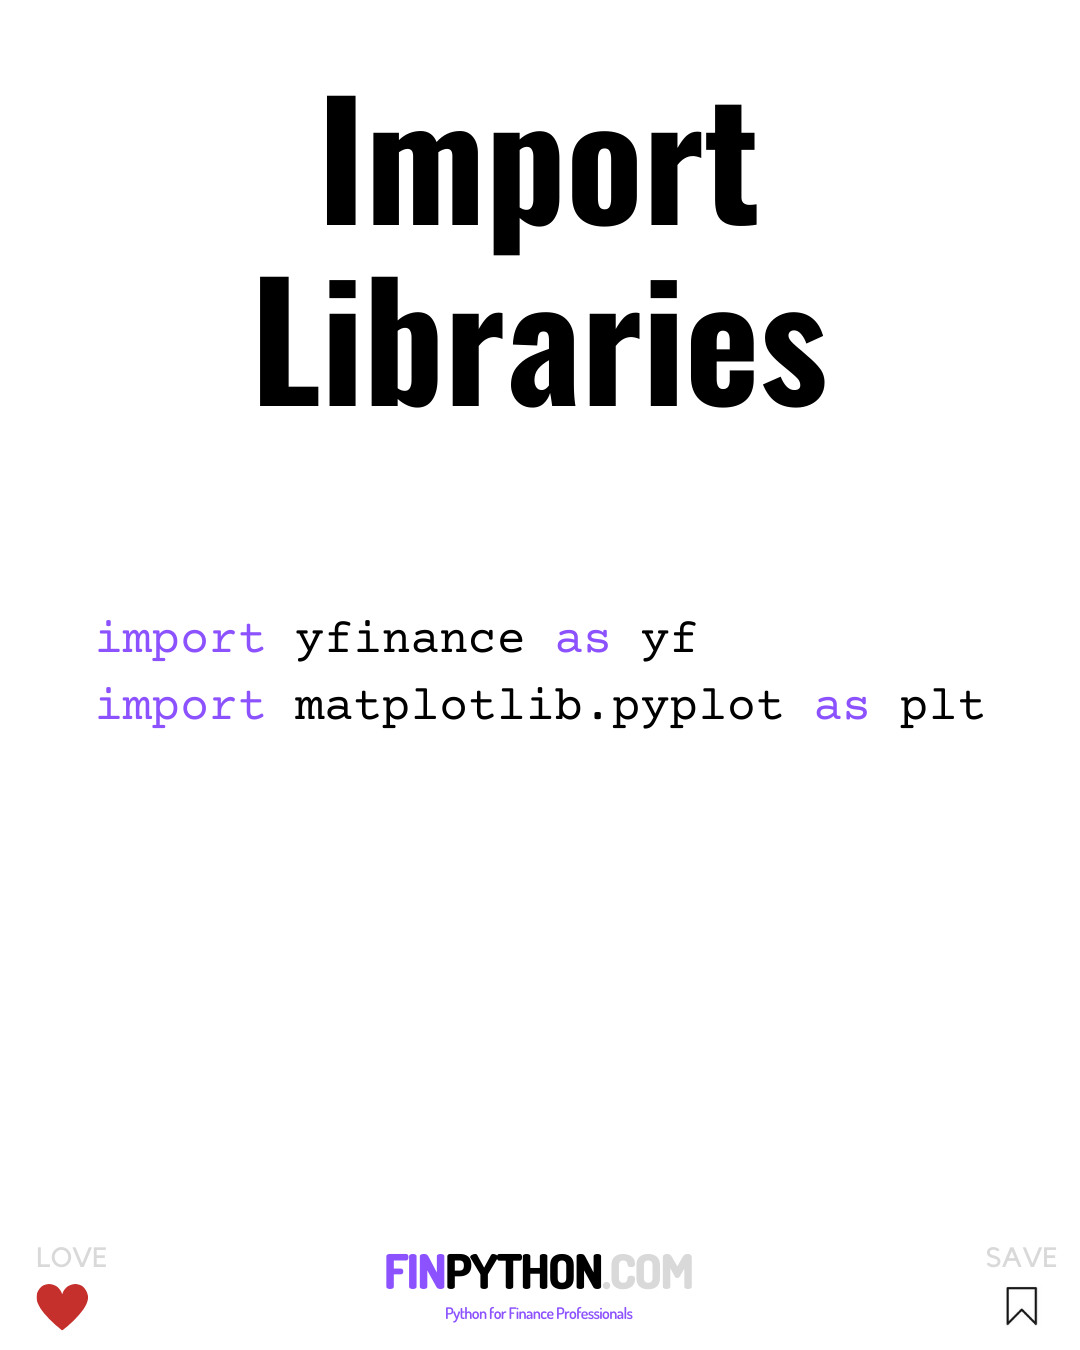 Import
Libraries
import yfinance as yf
import matplotlib.pyplot as plt
LOVE
FINPYTHON.COM
Python for Finance Professionals
SAVE